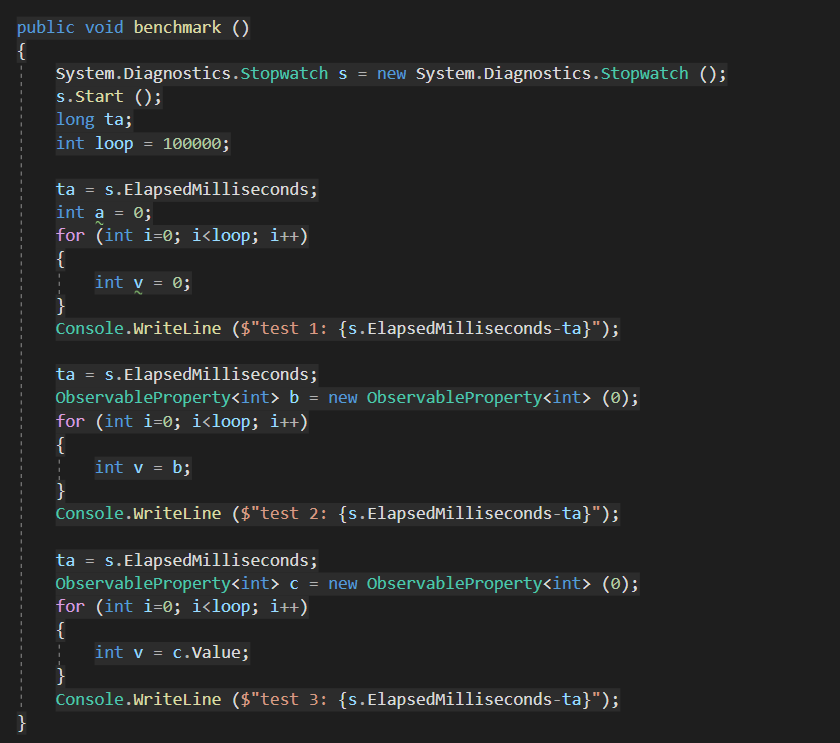 public void benchmark ()
{
System.Diagnostics.Stopwatch s = new System.Diagnostics.Stopwatch ();
s.Start ();
long ta;
int loop = 100000;
ta = s.ElapsedMilliseconds;
int a = 0;
for (int i=0; i<loop; i++)
{
int v = 0;
}
Console.WriteLine ($"test 1: {s.ElapsedMilliseconds-ta}");
ta = s.ElapsedMilliseconds;
ObservableProperty<int> b = new ObservableProperty<int> (0);
for (int i=0; i<loop; i++)
{
int v = b;
}
Console.WriteLine ($"test 2: {s.ElapsedMilliseconds-ta}");
ta = s.ElapsedMilliseconds;
ObservableProperty<int> c = new ObservableProperty<int> (0);
for (int i=0; i<loop; i++)
{
int v = c.Value;
}
Console.WriteLine ($"test 3: {s.ElapsedMilliseconds-ta}");
}